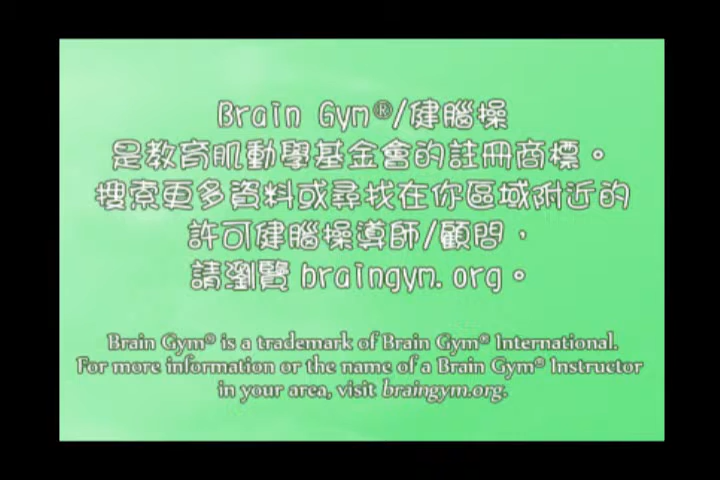 Brain Gym®/健腦操
是教育肌動學基金會的註冊商標。
搜索更多資料或尋找在你區域附近的
許可健腦操導師/顧問，
請瀏覽 braingym.org。
Brain Gym® is a trademark of Brain Gym® International.
For more information or the name of a Brain Gym® Instructor
in your area, visit braingym.org.